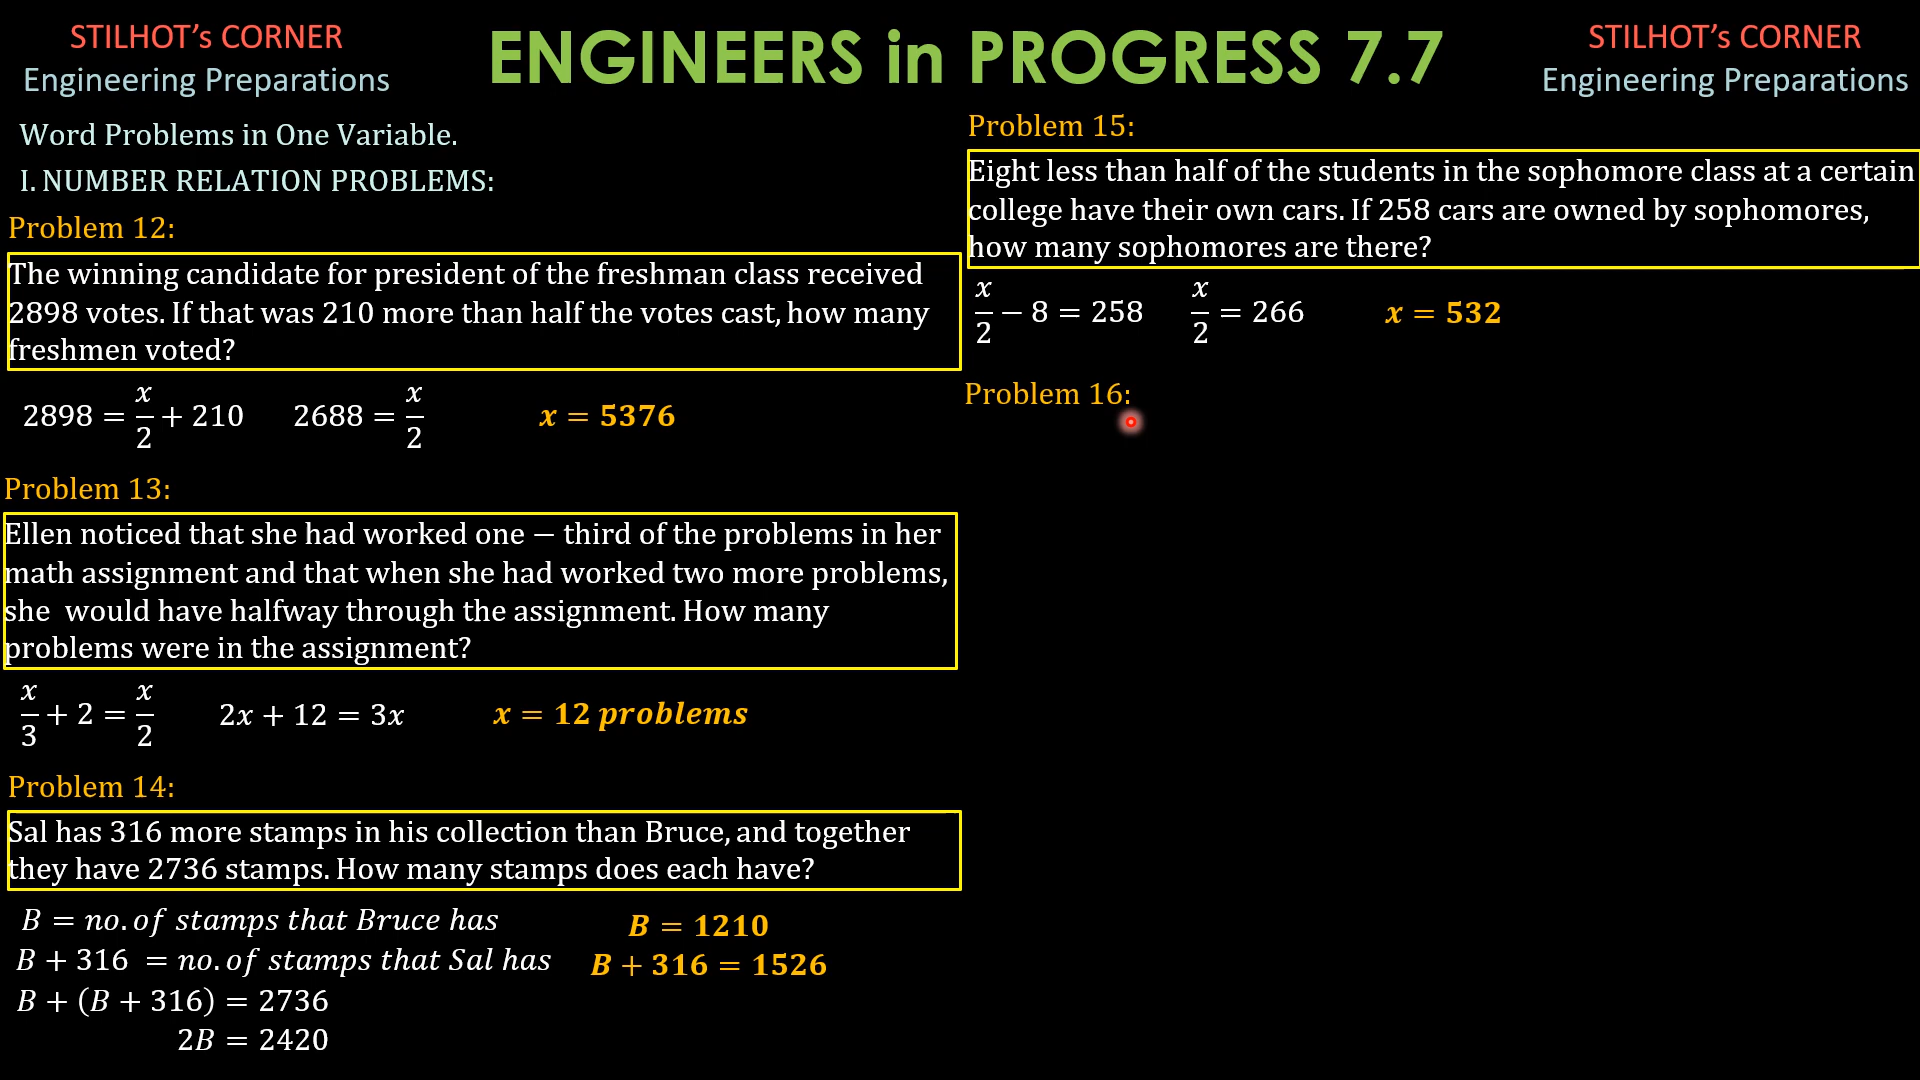 STILHOT's CORNER
Engineering Preparations
ENGINEERS in PROGRESS 7.7
STILHOT's CORNER
Engineering Preparations
Word Problems in One Variable.
I. NUMBER RELATION PROBLEMS:
Problem 12:
The winning candidate for president of the freshman class received
2898 votes. If that was 210 more than half the votes cast, how many
freshmen voted?
2898 = x/2 + 210    2688 = x/2    x = 5376
Problem 13:
Ellen noticed that she had worked one − third of the problems in her
math assignment and that when she had worked two more problems,
she would have halfway through the assignment. How many
problems were in the assignment?
x/3 + 2 = x/2    2x + 12 = 3x    x = 12 problems
Problem 14:
Sal has 316 more stamps in his collection than Bruce, and together
they have 2736 stamps. How many stamps does each have?
B = no. of stamps that Bruce has    B = 1210
B + 316 = no. of stamps that Sal has    B + 316 = 1526
B + (B + 316) = 2736
2B = 2420
Problem 15:
Eight less than half of the students in the sophomore class at a certain
college have their own cars. If 258 cars are owned by sophomores,
how many sophomores are there?
x/2 − 8 = 258    x/2 = 266    x = 532
Problem 16: